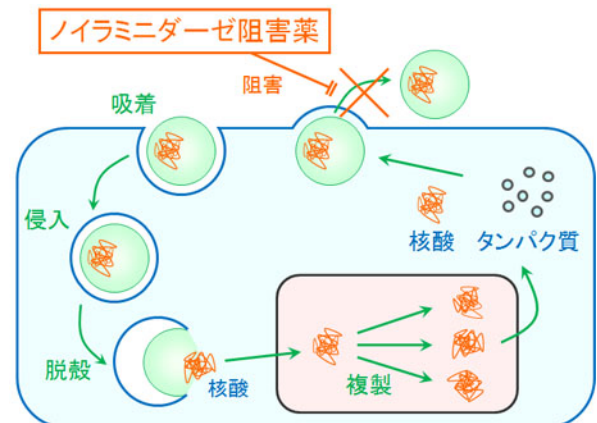 ノイラミニダーゼ阻害薬
阻害
吸着
侵入
核酸
タンパク質
脱殻
核酸
複製